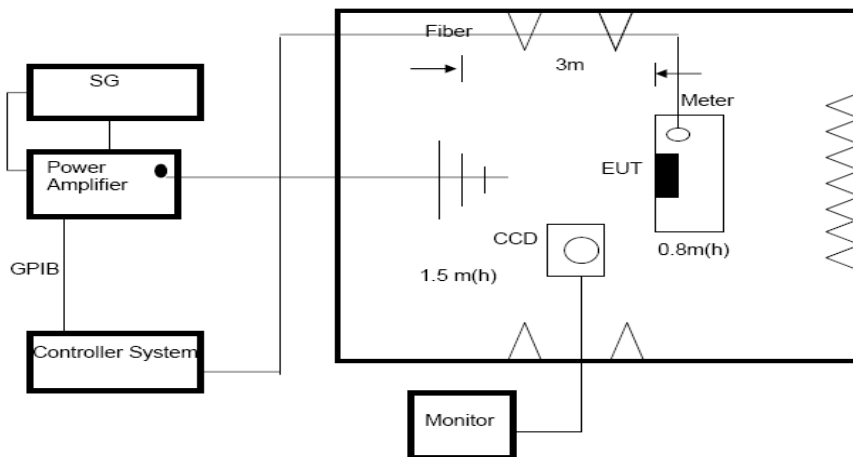 Fiber
SG
3m
Meter
Power
Amplifier
EUT
CCD
0.8m(h)
GPIB
1.5 m(h)
Controller System
Monitor